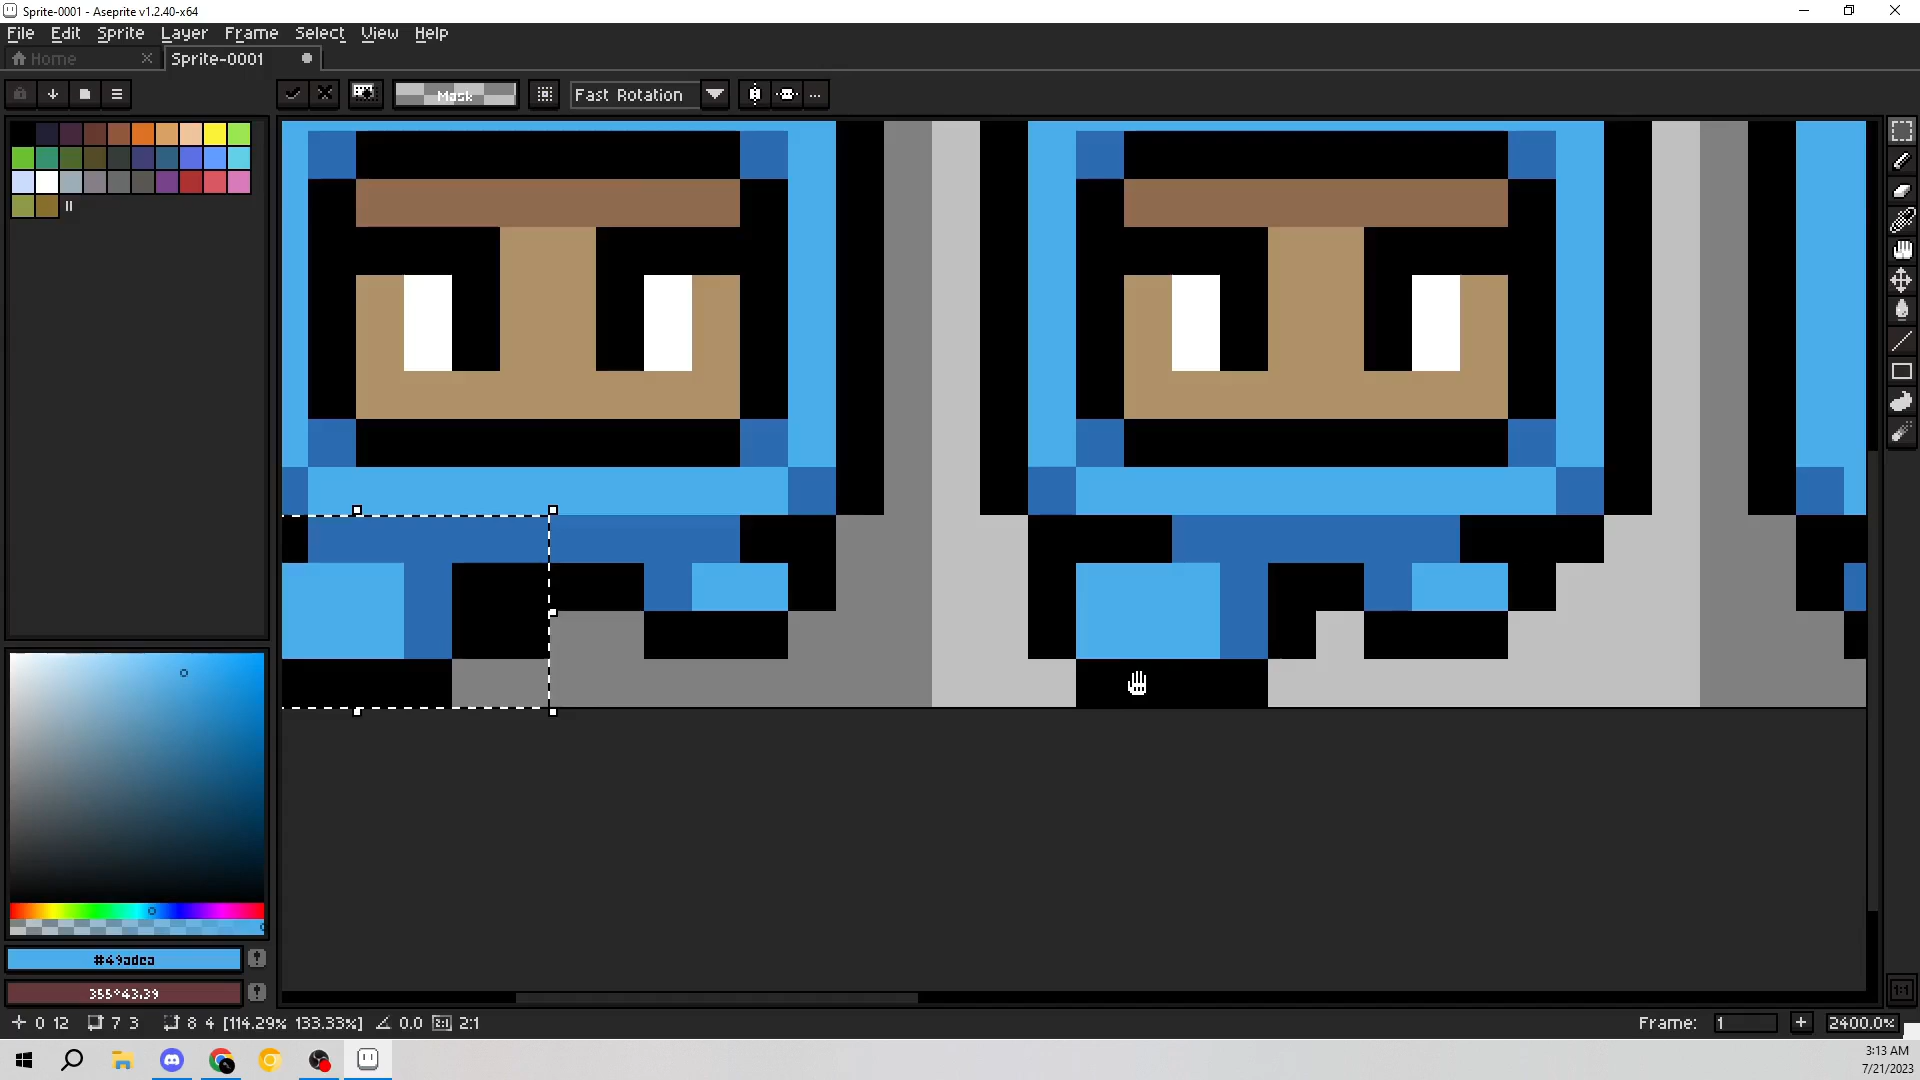 Sprite-0001 - Aseprite v1.2.40-x64
File Edit Sprite Layer Frame Select View Help
Home Sprite-0001
Mask Fast Rotation ...
#49adea
355°43.39
0 12 7 3 8 4 [114.29% 133.33%] 0.0 2:1 Frame: 1 + 2400.0%
1:1
3:13 AM
7/21/2023